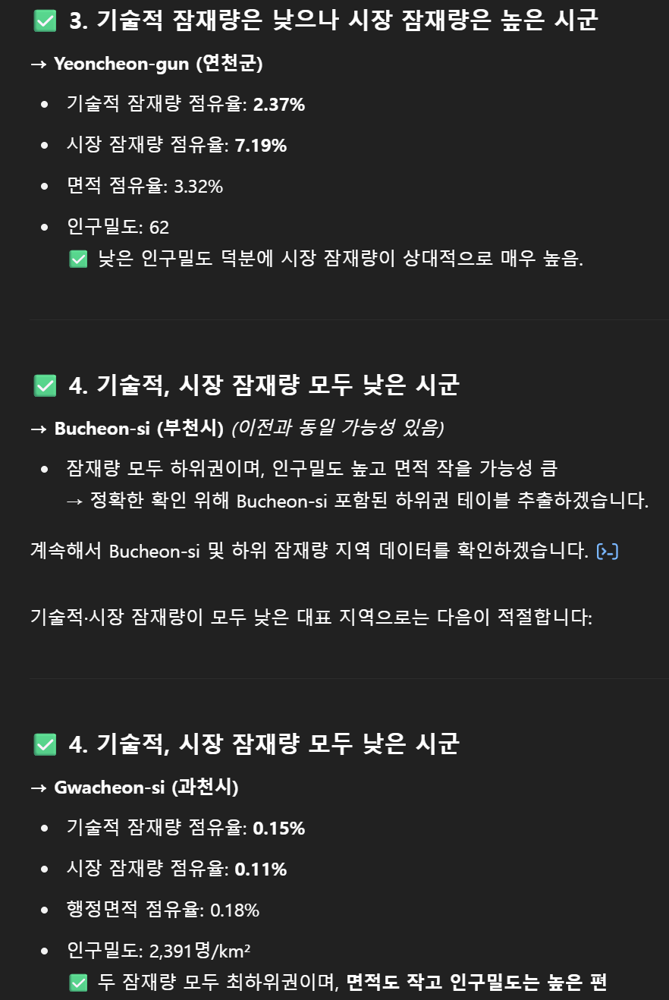 ✅ 3. 기술적 잠재량은 낮으나 시장 잠재량은 높은 시군
→ Yeoncheon-gun (연천군)
• 기술적 잠재량 점유율: 2.37%
• 시장 잠재량 점유율: 7.19%
• 면적 점유율: 3.32%
• 인구밀도: 62
✅ 낮은 인구밀도 덕분에 시장 잠재량이 상대적으로 매우 높음.
✅ 4. 기술적, 시장 잠재량 모두 낮은 시군
→ Bucheon-si (부천시) (이전과 동일 가능성 있음)
• 잠재량 모두 하위권이며, 인구밀도 높고 면적 작을 가능성 큼
→ 정확한 확인 위해 Bucheon-si 포함된 하위권 테이블 추출하겠습니다.
계속해서 Bucheon-si 및 하위 잠재량 지역 데이터를 확인하겠습니다. [>_]
기술적·시장 잠재량이 모두 낮은 대표 지역으로는 다음이 적절합니다:
✅ 4. 기술적, 시장 잠재량 모두 낮은 시군
→ Gwacheon-si (과천시)
• 기술적 잠재량 점유율: 0.15%
• 시장 잠재량 점유율: 0.11%
• 행정면적 점유율: 0.18%
• 인구밀도: 2,391명/km²
✅ 두 잠재량 모두 최하위권이며, 면적도 작고 인구밀도는 높은 편